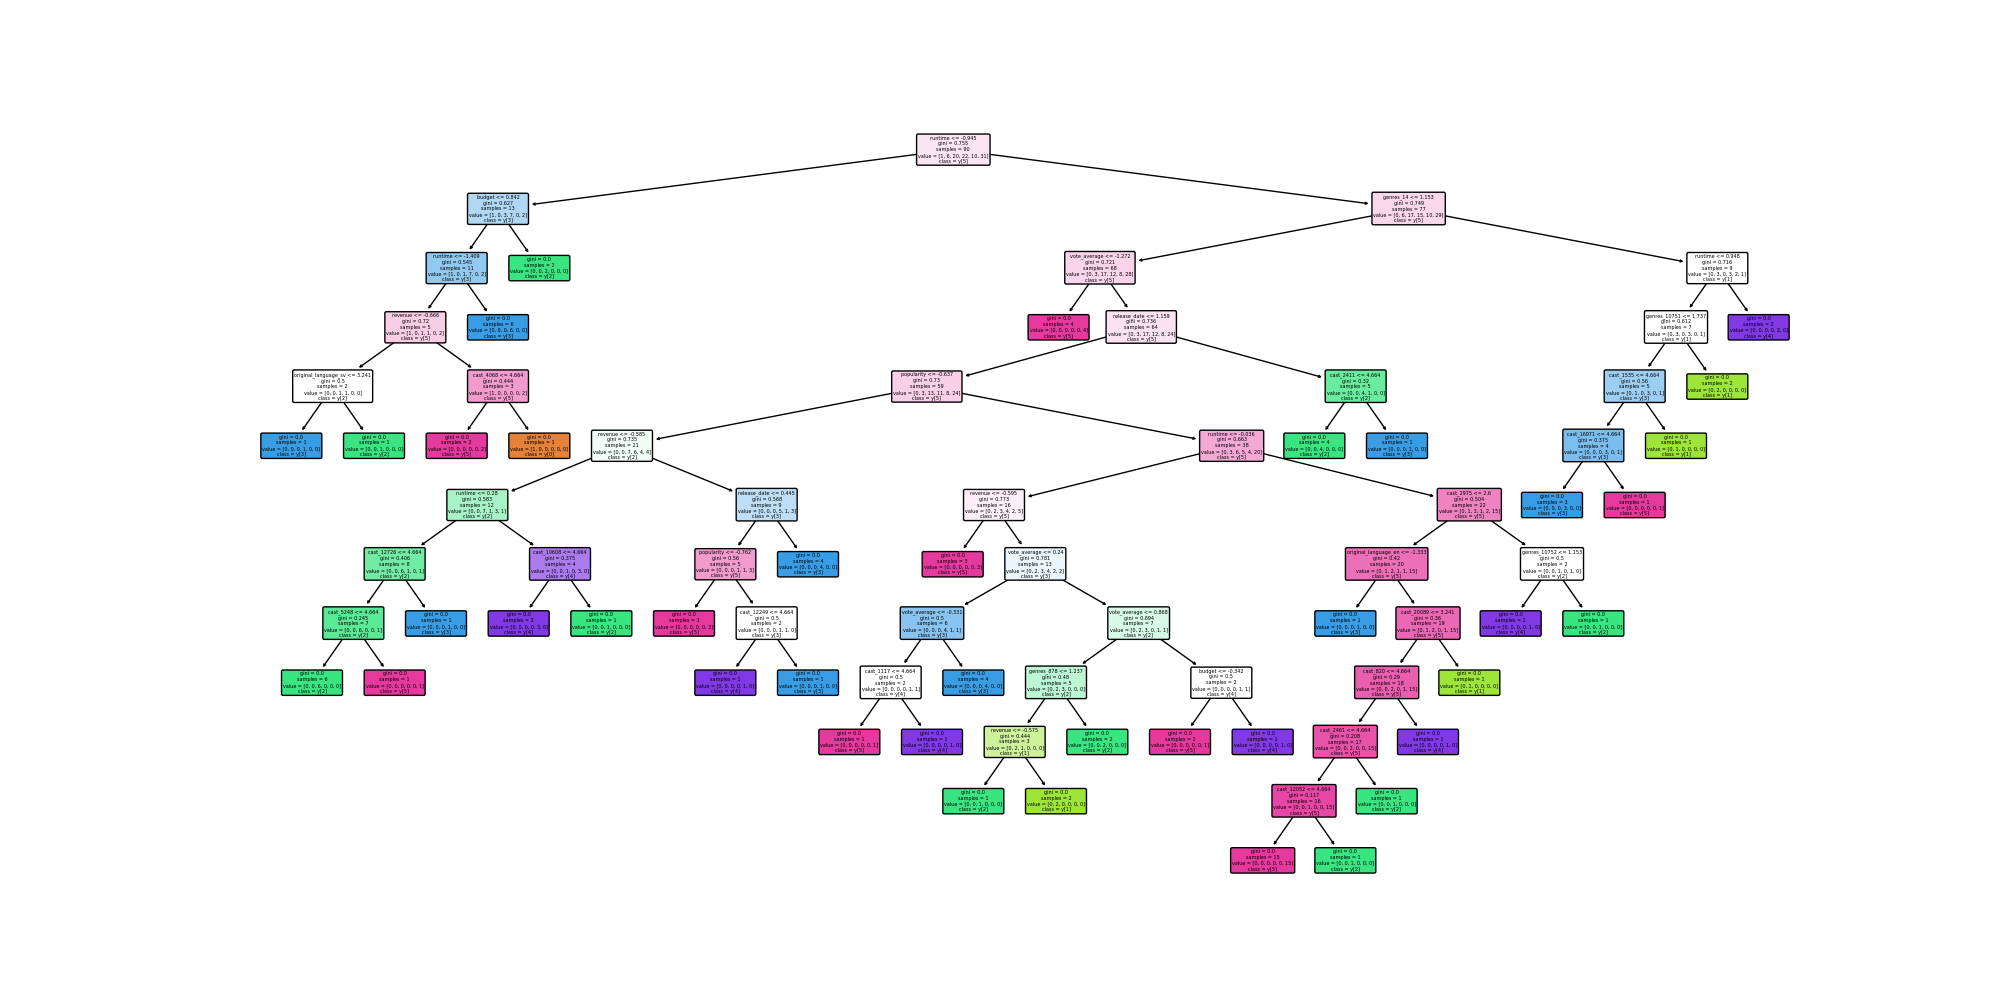 runtime <= -0.945
gini = 0.755
samples = 90
value = [1, 6, 20, 22, 10, 31]
class = y[5]
budget <= 0.842
gini = 0.627
samples = 13
value = [1, 0, 3, 7, 0, 2]
class = y[3]
genres_14 <= 1.153
gini = 0.749
samples = 77
value = [0, 6, 17, 15, 10, 29]
class = y[5]
runtime <= -1.409
gini = 0.545
samples = 11
value = [1, 0, 1, 7, 0, 2]
class = y[3]
gini = 0.0
samples = 2
value = [0, 0, 2, 0, 0, 0]
class = y[2]
vote_average <= -1.272
gini = 0.721
samples = 68
value = [0, 3, 17, 12, 8, 28]
class = y[5]
runtime <= 0.948
gini = 0.716
samples = 9
value = [0, 3, 0, 3, 2, 1]
class = y[1]
revenue <= -0.666
gini = 0.72
samples = 5
value = [1, 0, 1, 1, 0, 2]
class = y[5]
gini = 0.0
samples = 6
value = [0, 0, 0, 6, 0, 0]
class = y[3]
gini = 0.0
samples = 4
value = [0, 0, 0, 0, 0, 4]
class = y[5]
release_date <= 1.159
gini = 0.736
samples = 64
value = [0, 3, 17, 12, 8, 24]
class = y[5]
genres_10751 <= 1.737
gini = 0.612
samples = 7
value = [0, 3, 0, 3, 0, 1]
class = y[1]
gini = 0.0
samples = 2
value = [0, 0, 0, 0, 2, 0]
class = y[4]
original_language_sv <= 3.241
gini = 0.5
samples = 2
value = [0, 0, 1, 1, 0, 0]
class = y[2]
cast_4068 <= 4.664
gini = 0.444
samples = 3
value = [1, 0, 0, 0, 0, 2]
class = y[5]
popularity <= -0.637
gini = 0.73
samples = 59
value = [0, 3, 13, 11, 8, 24]
class = y[5]
cast_2411 <= 4.664
gini = 0.32
samples = 5
value = [0, 0, 4, 1, 0, 0]
class = y[2]
cast_1535 <= 4.664
gini = 0.56
samples = 5
value = [0, 1, 0, 3, 0, 1]
class = y[3]
gini = 0.0
samples = 2
value = [0, 2, 0, 0, 0, 0]
class = y[1]
gini = 0.0
samples = 1
value = [0, 0, 0, 1, 0, 0]
class = y[3]
gini = 0.0
samples = 1
value = [0, 0, 1, 0, 0, 0]
class = y[2]
gini = 0.0
samples = 2
value = [0, 0, 0, 0, 0, 2]
class = y[5]
gini = 0.0
samples = 1
value = [1, 0, 0, 0, 0, 0]
class = y[0]
revenue <= -0.585
gini = 0.735
samples = 21
value = [0, 0, 7, 6, 4, 4]
class = y[2]
runtime <= -0.036
gini = 0.663
samples = 38
value = [0, 3, 6, 5, 4, 20]
class = y[5]
gini = 0.0
samples = 4
value = [0, 0, 4, 0, 0, 0]
class = y[2]
gini = 0.0
samples = 1
value = [0, 0, 0, 1, 0, 0]
class = y[3]
cast_16971 <= 4.664
gini = 0.375
samples = 4
value = [0, 0, 0, 3, 0, 1]
class = y[3]
gini = 0.0
samples = 1
value = [0, 1, 0, 0, 0, 0]
class = y[1]
runtime <= 0.28
gini = 0.583
samples = 12
value = [0, 0, 7, 1, 3, 1]
class = y[2]
release_date <= 0.445
gini = 0.568
samples = 9
value = [0, 0, 0, 5, 1, 3]
class = y[3]
revenue <= -0.595
gini = 0.773
samples = 16
value = [0, 2, 3, 4, 2, 5]
class = y[5]
cast_2975 <= 2.6
gini = 0.504
samples = 22
value = [0, 1, 3, 1, 2, 15]
class = y[5]
gini = 0.0
samples = 3
value = [0, 0, 0, 3, 0, 0]
class = y[3]
gini = 0.0
samples = 1
value = [0, 0, 0, 0, 0, 1]
class = y[5]
cast_12726 <= 4.664
gini = 0.406
samples = 8
value = [0, 0, 6, 1, 0, 1]
class = y[2]
cast_10608 <= 4.664
gini = 0.375
samples = 4
value = [0, 0, 1, 0, 3, 0]
class = y[4]
popularity <= -0.762
gini = 0.56
samples = 5
value = [0, 0, 0, 1, 1, 3]
class = y[5]
gini = 0.0
samples = 4
value = [0, 0, 0, 4, 0, 0]
class = y[3]
gini = 0.0
samples = 3
value = [0, 0, 0, 0, 0, 3]
class = y[5]
vote_average <= 0.24
gini = 0.781
samples = 13
value = [0, 2, 3, 4, 2, 2]
class = y[3]
original_language_en <= -1.333
gini = 0.42
samples = 20
value = [0, 1, 2, 1, 1, 15]
class = y[5]
genres_10752 <= 1.153
gini = 0.5
samples = 2
value = [0, 0, 1, 0, 1, 0]
class = y[2]
cast_5248 <= 4.664
gini = 0.245
samples = 7
value = [0, 0, 6, 0, 0, 1]
class = y[2]
gini = 0.0
samples = 1
value = [0, 0, 0, 1, 0, 0]
class = y[3]
gini = 0.0
samples = 3
value = [0, 0, 0, 0, 3, 0]
class = y[4]
gini = 0.0
samples = 1
value = [0, 0, 1, 0, 0, 0]
class = y[2]
gini = 0.0
samples = 3
value = [0, 0, 0, 0, 0, 3]
class = y[5]
cast_12249 <= 4.664
gini = 0.5
samples = 2
value = [0, 0, 0, 1, 1, 0]
class = y[3]
vote_average <= -0.331
gini = 0.5
samples = 6
value = [0, 0, 0, 4, 1, 1]
class = y[3]
vote_average <= 0.868
gini = 0.694
samples = 7
value = [0, 2, 3, 0, 1, 1]
class = y[2]
gini = 0.0
samples = 1
value = [0, 0, 0, 1, 0, 0]
class = y[3]
cast_20089 <= 3.241
gini = 0.36
samples = 19
value = [0, 1, 2, 0, 1, 15]
class = y[5]
gini = 0.0
samples = 1
value = [0, 0, 0, 0, 1, 0]
class = y[4]
gini = 0.0
samples = 1
value = [0, 0, 1, 0, 0, 0]
class = y[2]
gini = 0.0
samples = 6
value = [0, 0, 6, 0, 0, 0]
class = y[2]
gini = 0.0
samples = 1
value = [0, 0, 0, 0, 0, 1]
class = y[5]
gini = 0.0
samples = 1
value = [0, 0, 0, 0, 1, 0]
class = y[4]
gini = 0.0
samples = 1
value = [0, 0, 0, 1, 0, 0]
class = y[3]
cast_1117 <= 4.664
gini = 0.5
samples = 2
value = [0, 0, 0, 0, 1, 1]
class = y[4]
gini = 0.0
samples = 4
value = [0, 0, 0, 4, 0, 0]
class = y[3]
genres_878 <= 1.237
gini = 0.48
samples = 5
value = [0, 2, 3, 0, 0, 0]
class = y[2]
budget <= -0.342
gini = 0.5
samples = 2
value = [0, 0, 0, 0, 1, 1]
class = y[4]
cast_820 <= 4.664
gini = 0.29
samples = 18
value = [0, 0, 2, 0, 1, 15]
class = y[5]
gini = 0.0
samples = 1
value = [0, 1, 0, 0, 0, 0]
class = y[1]
gini = 0.0
samples = 1
value = [0, 0, 0, 0, 0, 1]
class = y[5]
gini = 0.0
samples = 1
value = [0, 0, 0, 0, 1, 0]
class = y[4]
revenue <= -0.575
gini = 0.444
samples = 3
value = [0, 2, 1, 0, 0, 0]
class = y[1]
gini = 0.0
samples = 2
value = [0, 0, 2, 0, 0, 0]
class = y[2]
gini = 0.0
samples = 1
value = [0, 0, 0, 0, 0, 1]
class = y[5]
gini = 0.0
samples = 1
value = [0, 0, 0, 0, 1, 0]
class = y[4]
cast_2461 <= 4.664
gini = 0.208
samples = 17
value = [0, 0, 2, 0, 0, 15]
class = y[5]
gini = 0.0
samples = 1
value = [0, 0, 0, 0, 1, 0]
class = y[4]
gini = 0.0
samples = 1
value = [0, 0, 1, 0, 0, 0]
class = y[2]
gini = 0.0
samples = 2
value = [0, 2, 0, 0, 0, 0]
class = y[1]
cast_12052 <= 4.664
gini = 0.117
samples = 16
value = [0, 0, 1, 0, 0, 15]
class = y[5]
gini = 0.0
samples = 1
value = [0, 0, 1, 0, 0, 0]
class = y[2]
gini = 0.0
samples = 15
value = [0, 0, 0, 0, 0, 15]
class = y[5]
gini = 0.0
samples = 1
value = [0, 0, 1, 0, 0, 0]
class = y[2]